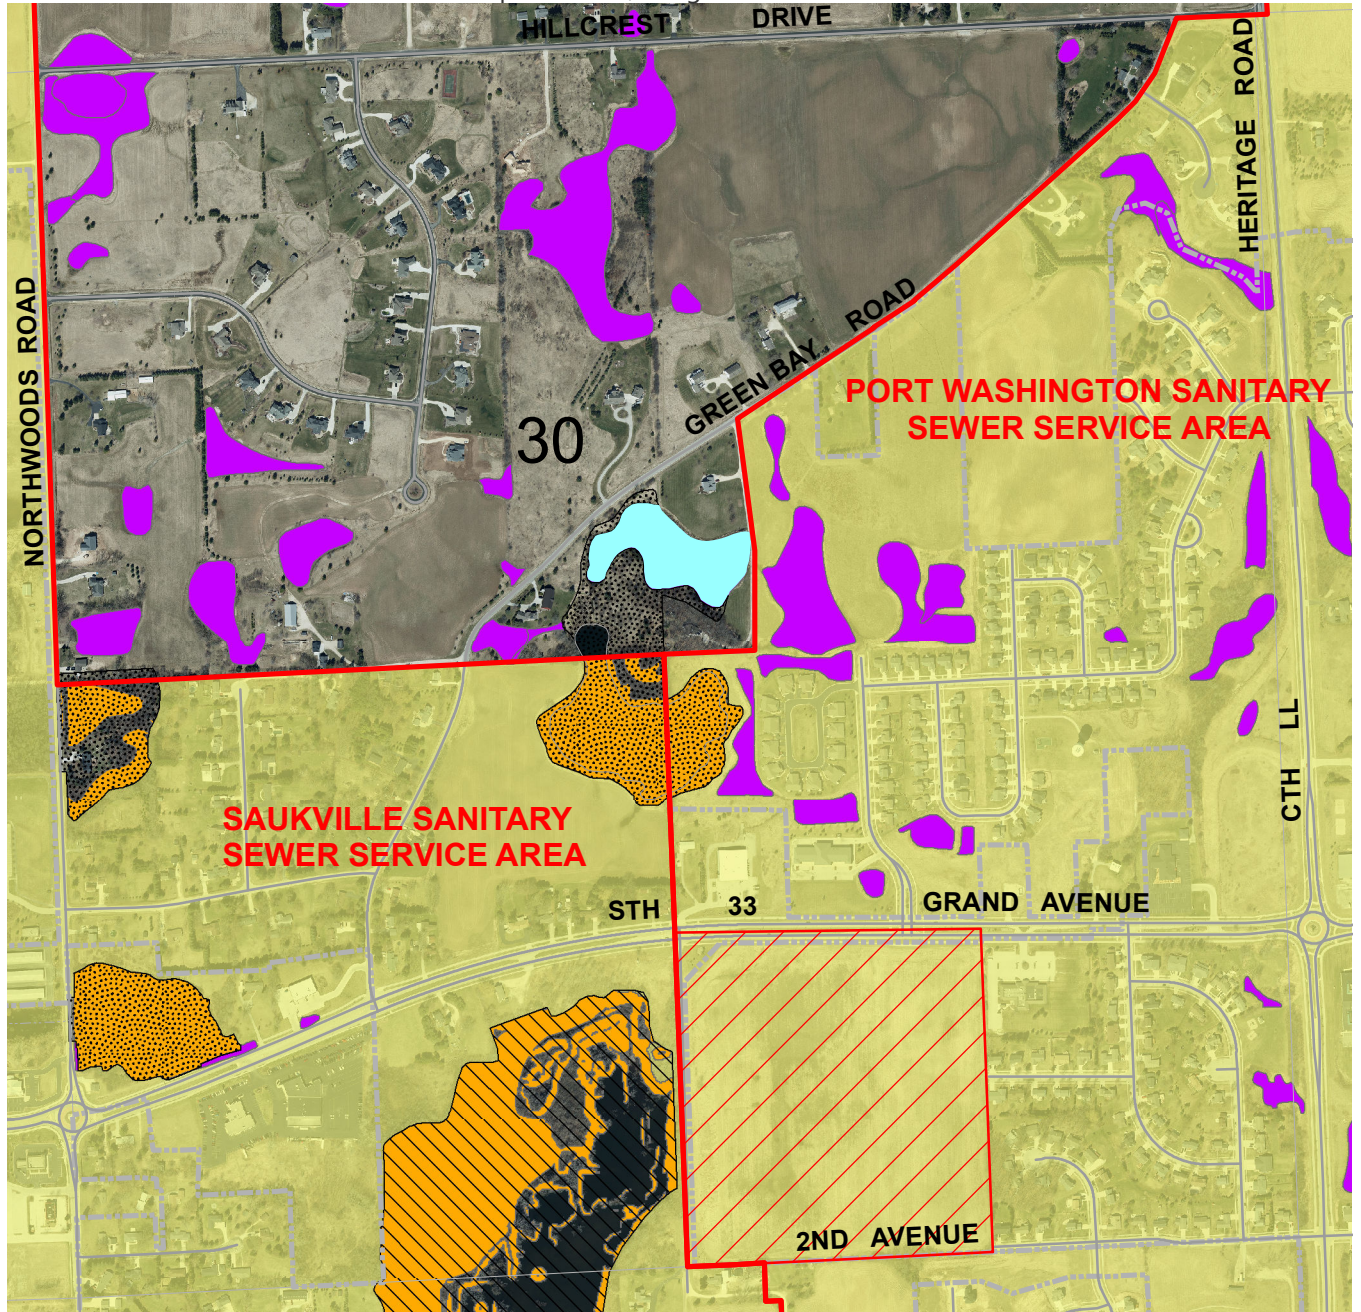 HILLCREST DRIVE
HERITAGE ROAD
NORTHWOODS ROAD
GREEN BAY ROAD
PORT WASHINGTON SANITARY
SEWER SERVICE AREA
30
CTH LL
SAUKVILLE SANITARY
SEWER SERVICE AREA
STH 33
GRAND AVENUE
2ND AVENUE